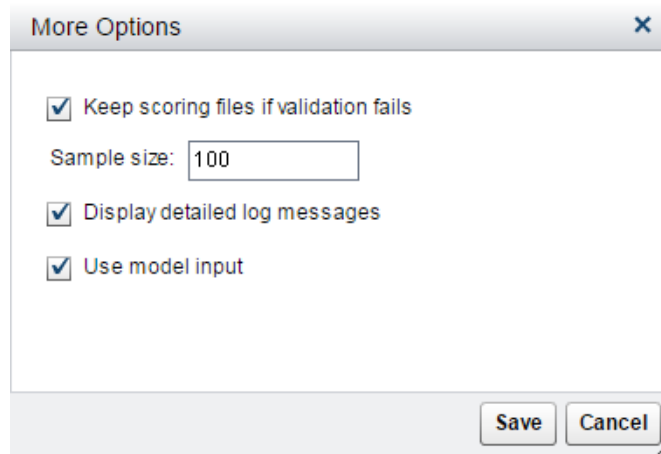 More Options
Keep scoring files if validation fails
Sample size: 100
Display detailed log messages
Use model input
Save Cancel